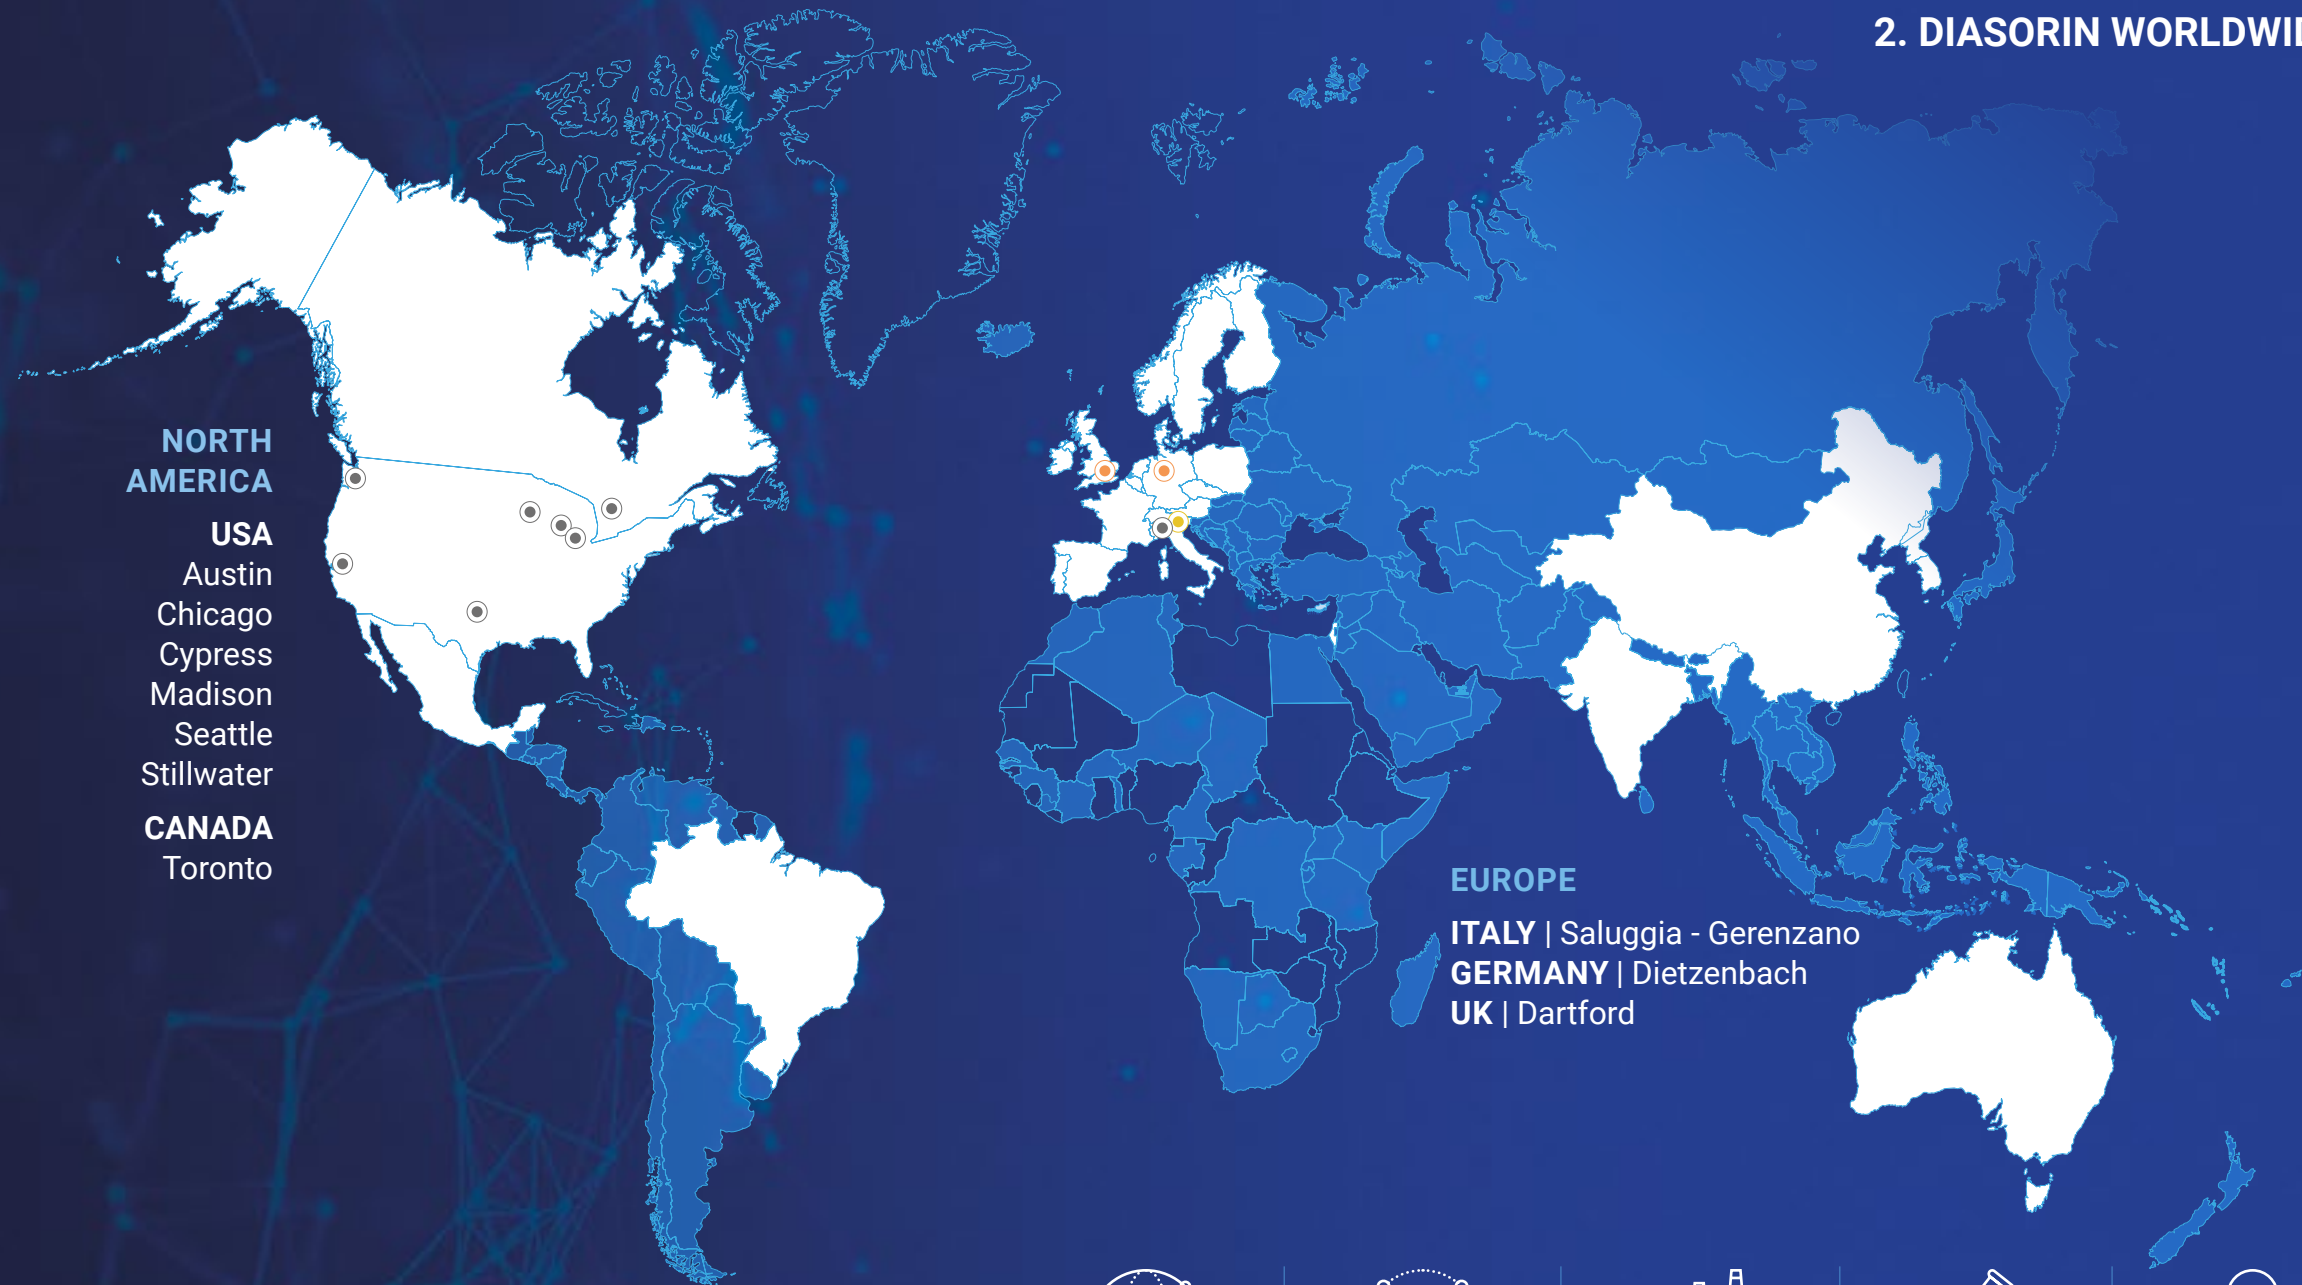 2. DIASORIN WORLDWID
NORTH
AMERICA
USA
Austin
Chicago
Cypress
Madison
Seattle
Stillwater
CANADA
Toronto
EUROPE
ITALY | Saluggia - Gerenzano
GERMANY | Dietzenbach
UK | Dartford